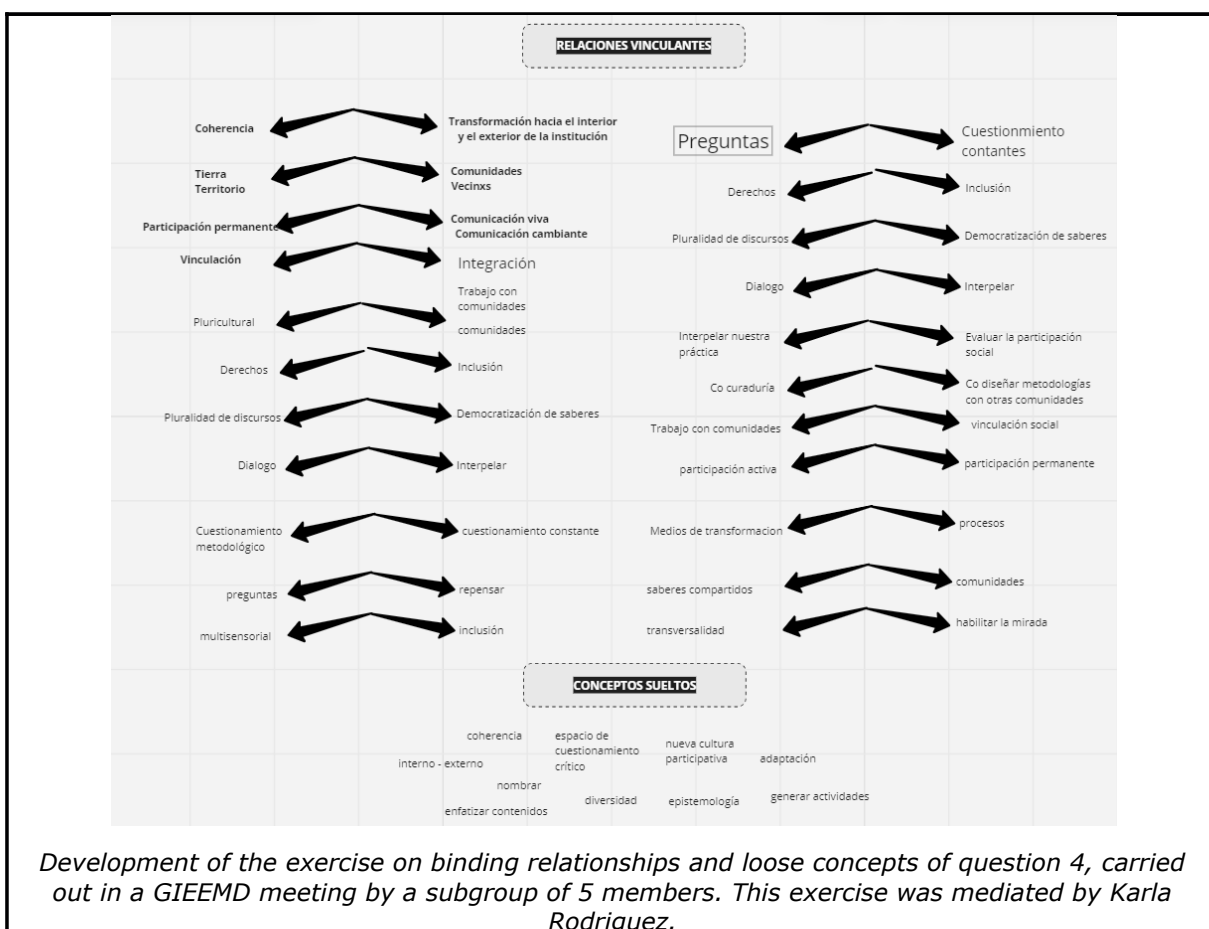 RELACIONES VINCULANTES
Coherencia
Transformación hacia el interior
y el exterior de la institución
Tierra
Territorio
Comunidades
Vecinxs
Participación permanente
Comunicación viva
Comunicación cambiante
Vinculación
Integración
Pluricultural
Trabajo con
comunidades
comunidades
Derechos
Inclusión
Pluralidad de discursos
Democratización de saberes
Dialogo
Interpelar
Cuestionamiento
metodológico
cuestionamiento constante
preguntas
repensar
multisensorial
inclusión
Preguntas
Cuestionmiento
contantes
Derechos
Inclusión
Pluralidad de discursos
Democratización de saberes
Dialogo
Interpelar
Interpelar nuestra
práctica
Evaluar la participación
social
Co curaduría
Co diseñar metodologías
con otras comunidades
Trabajo con comunidades
vinculación social
participación activa
participación permanente
Medios de transformacion
procesos
saberes compartidos
comunidades
transversalidad
habilitar la mirada
CONCEPTOS SUELTOS
coherencia
espacio de
cuestionamiento
crítico
nueva cultura
participativa
adaptación
interno - externo
nombrar
enfatizar contenidos
diversidad
epistemología
generar actividades
Development of the exercise on binding relationships and loose concepts of question 4, carried
out in a GIEEMD meeting by a subgroup of 5 members. This exercise was mediated by Karla
Rodriguez.